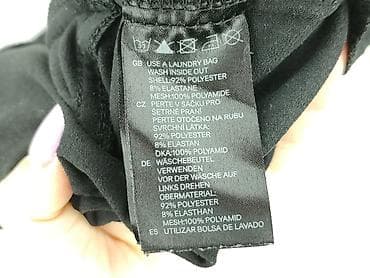 GB USE A LAUNDRY BAG
WASH INSIDE OUT
SHELL:92% POLYESTER
8% ELASTANE
MESH:100% POLYAMIDE
CZ PERTE V SÁČKU PRO
ŠETRNÉ PRANÍ
PERTE OTOČENÉ NA RUBU
SVRCHNÍ LÁTKA:
92% POLYESTER
8% ELASTAN
DKA:100% POLYAMID
DE WÄSCHEBEUTEL
VERWENDEN
VOR DER WÄSCHE AUF
LINKS DREHEN
OBERMATERIAL:
92% POLYESTER
8% ELASTHAN
MESH:100% POLYAMID
ES UTILIZAR BOLSA DE LAVADO